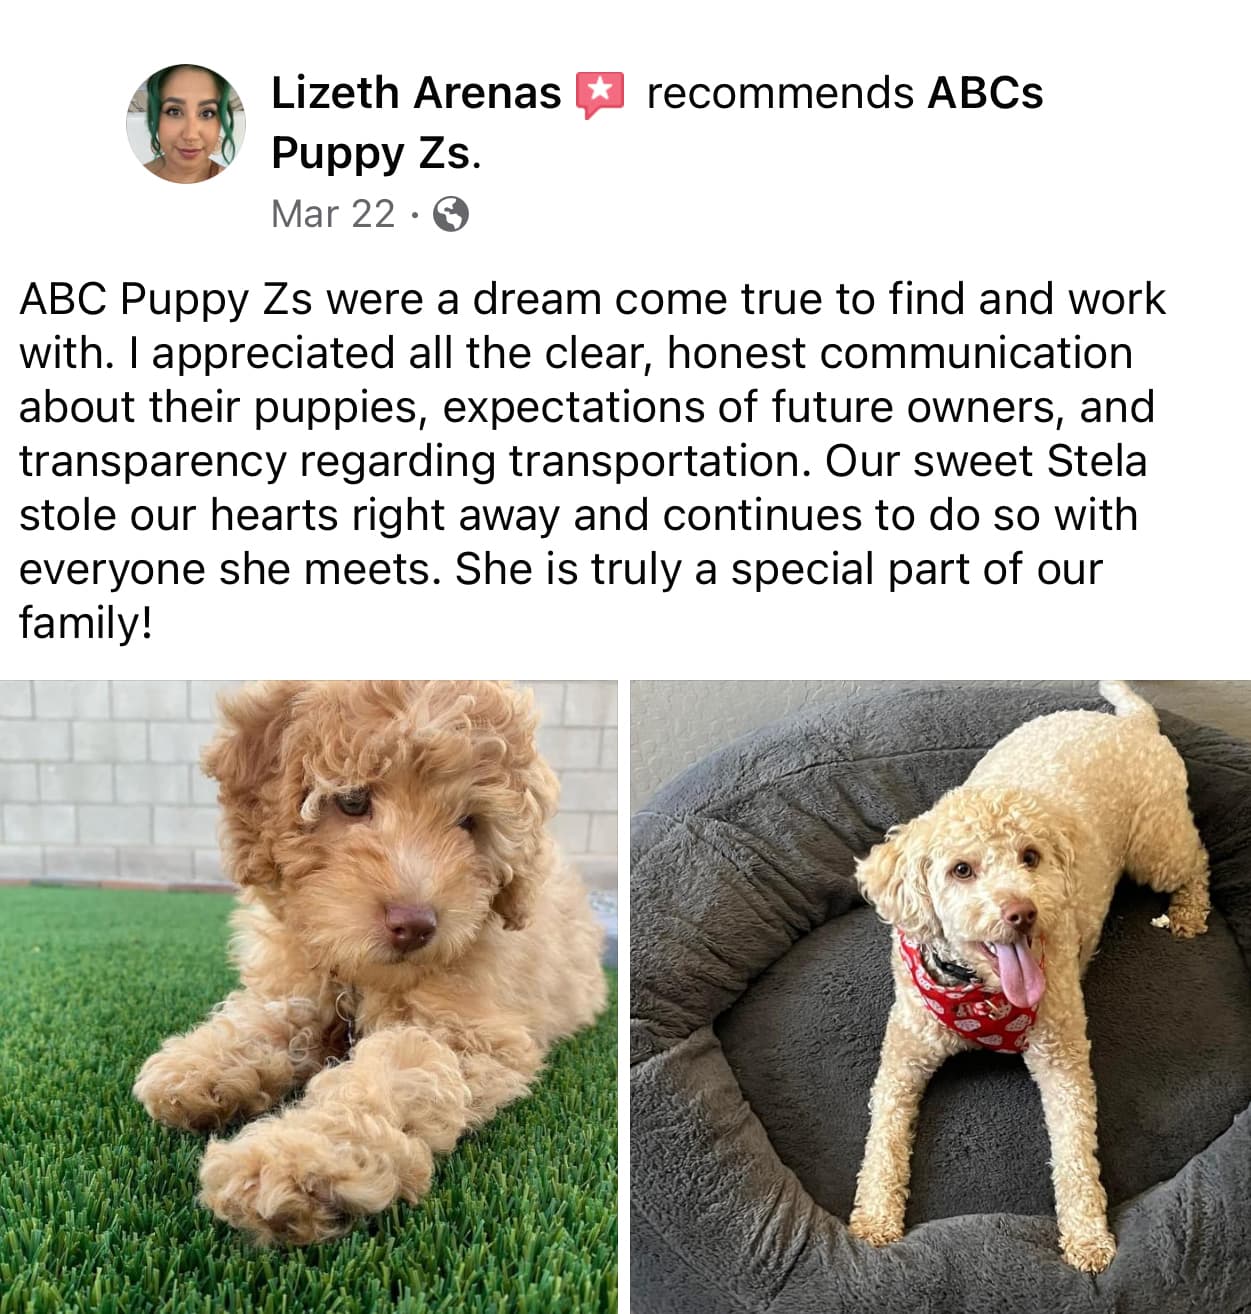 Lizeth Arenas recommends ABCs
Puppy Zs.
Mar 22 ·
ABC Puppy Zs were a dream come true to find and work
with. I appreciated all the clear, honest communication
about their puppies, expectations of future owners, and
transparency regarding transportation. Our sweet Stela
stole our hearts right away and continues to do so with
everyone she meets. She is truly a special part of our
family!